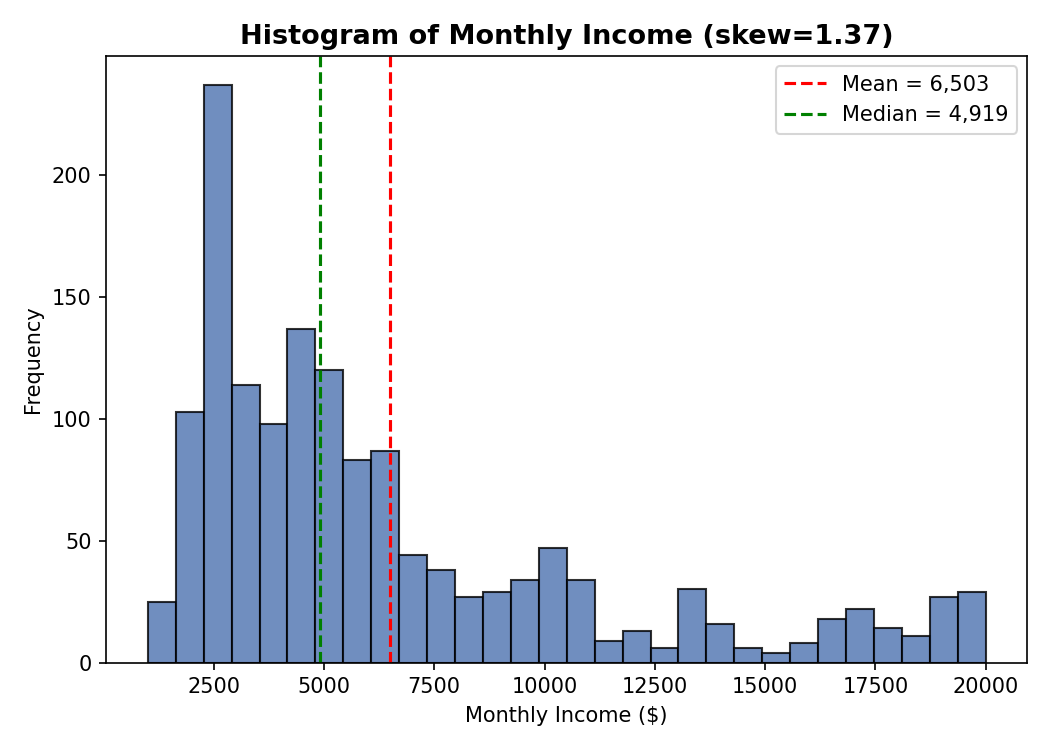 Histogram of Monthly Income (skew=1.37)
Mean = 6,503
Median = 4,919
Frequency
200
150
100
50
0
2500 5000 7500 10000 12500 15000 17500 20000
Monthly Income ($)